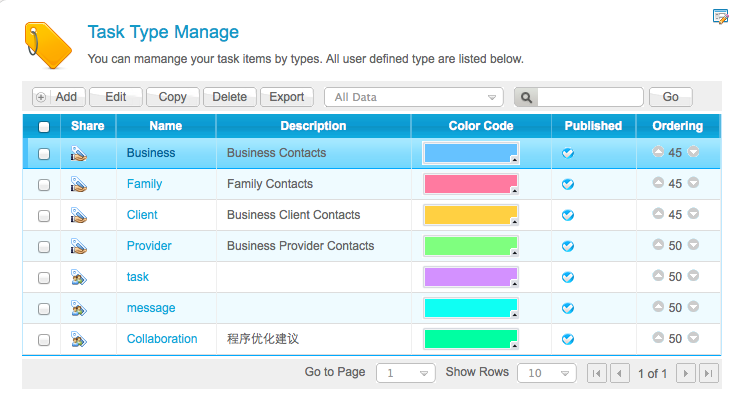 Task Type Manage
You can mamange your task items by types. All user defined type are listed below.
Add Edit Copy Delete Export All Data Go
Share Name Description Color Code Published Ordering
Business Business Contacts 45
Family Family Contacts 45
Client Business Client Contacts 45
Provider Business Provider Contacts 50
task 50
message 50
Collaboration 程序优化建议 50
Go to Page 1 Show Rows 10 1 of 1